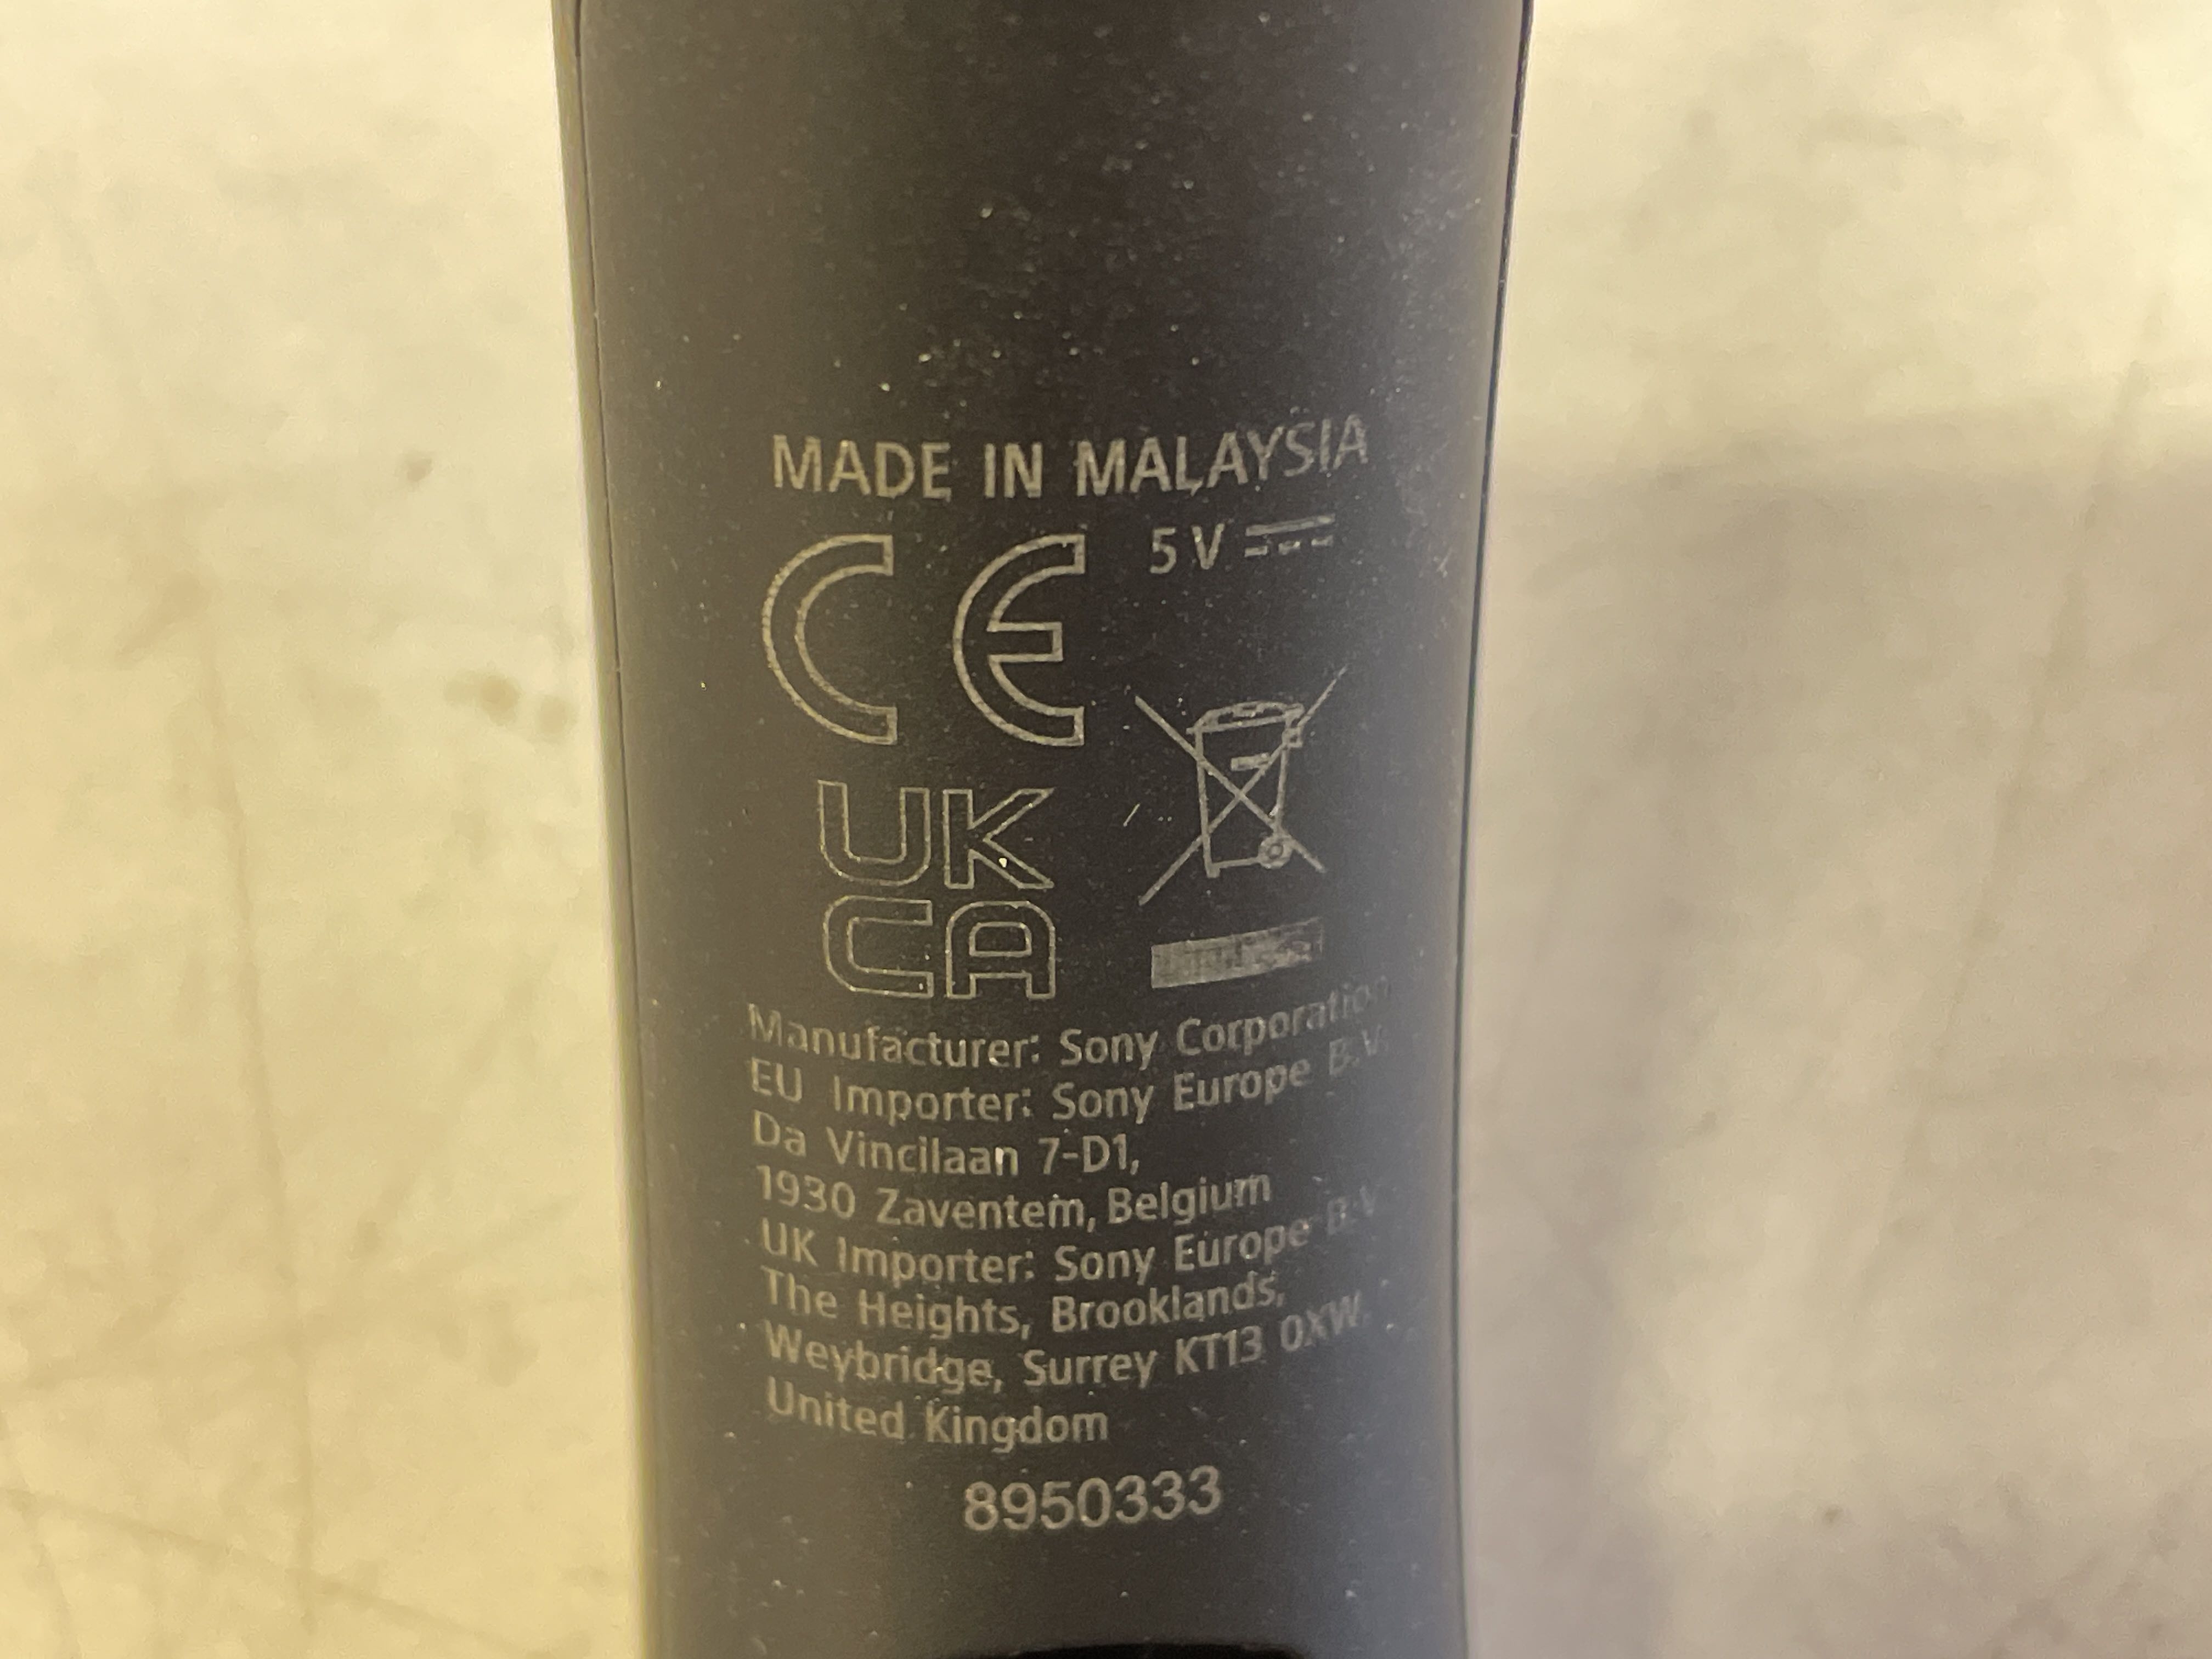 MADE IN MALAYSIA
CE 5 V
UK
CA
Manufacturer: Sony Corporation
EU Importer: Sony Europe B.V.
Da Vincilaan 7-D1,
1930 Zaventem, Belgium
UK Importer: Sony Europe B.V.
The Heights, Brooklands,
Weybridge, Surrey KT13 0XW.
United Kingdom
8950333